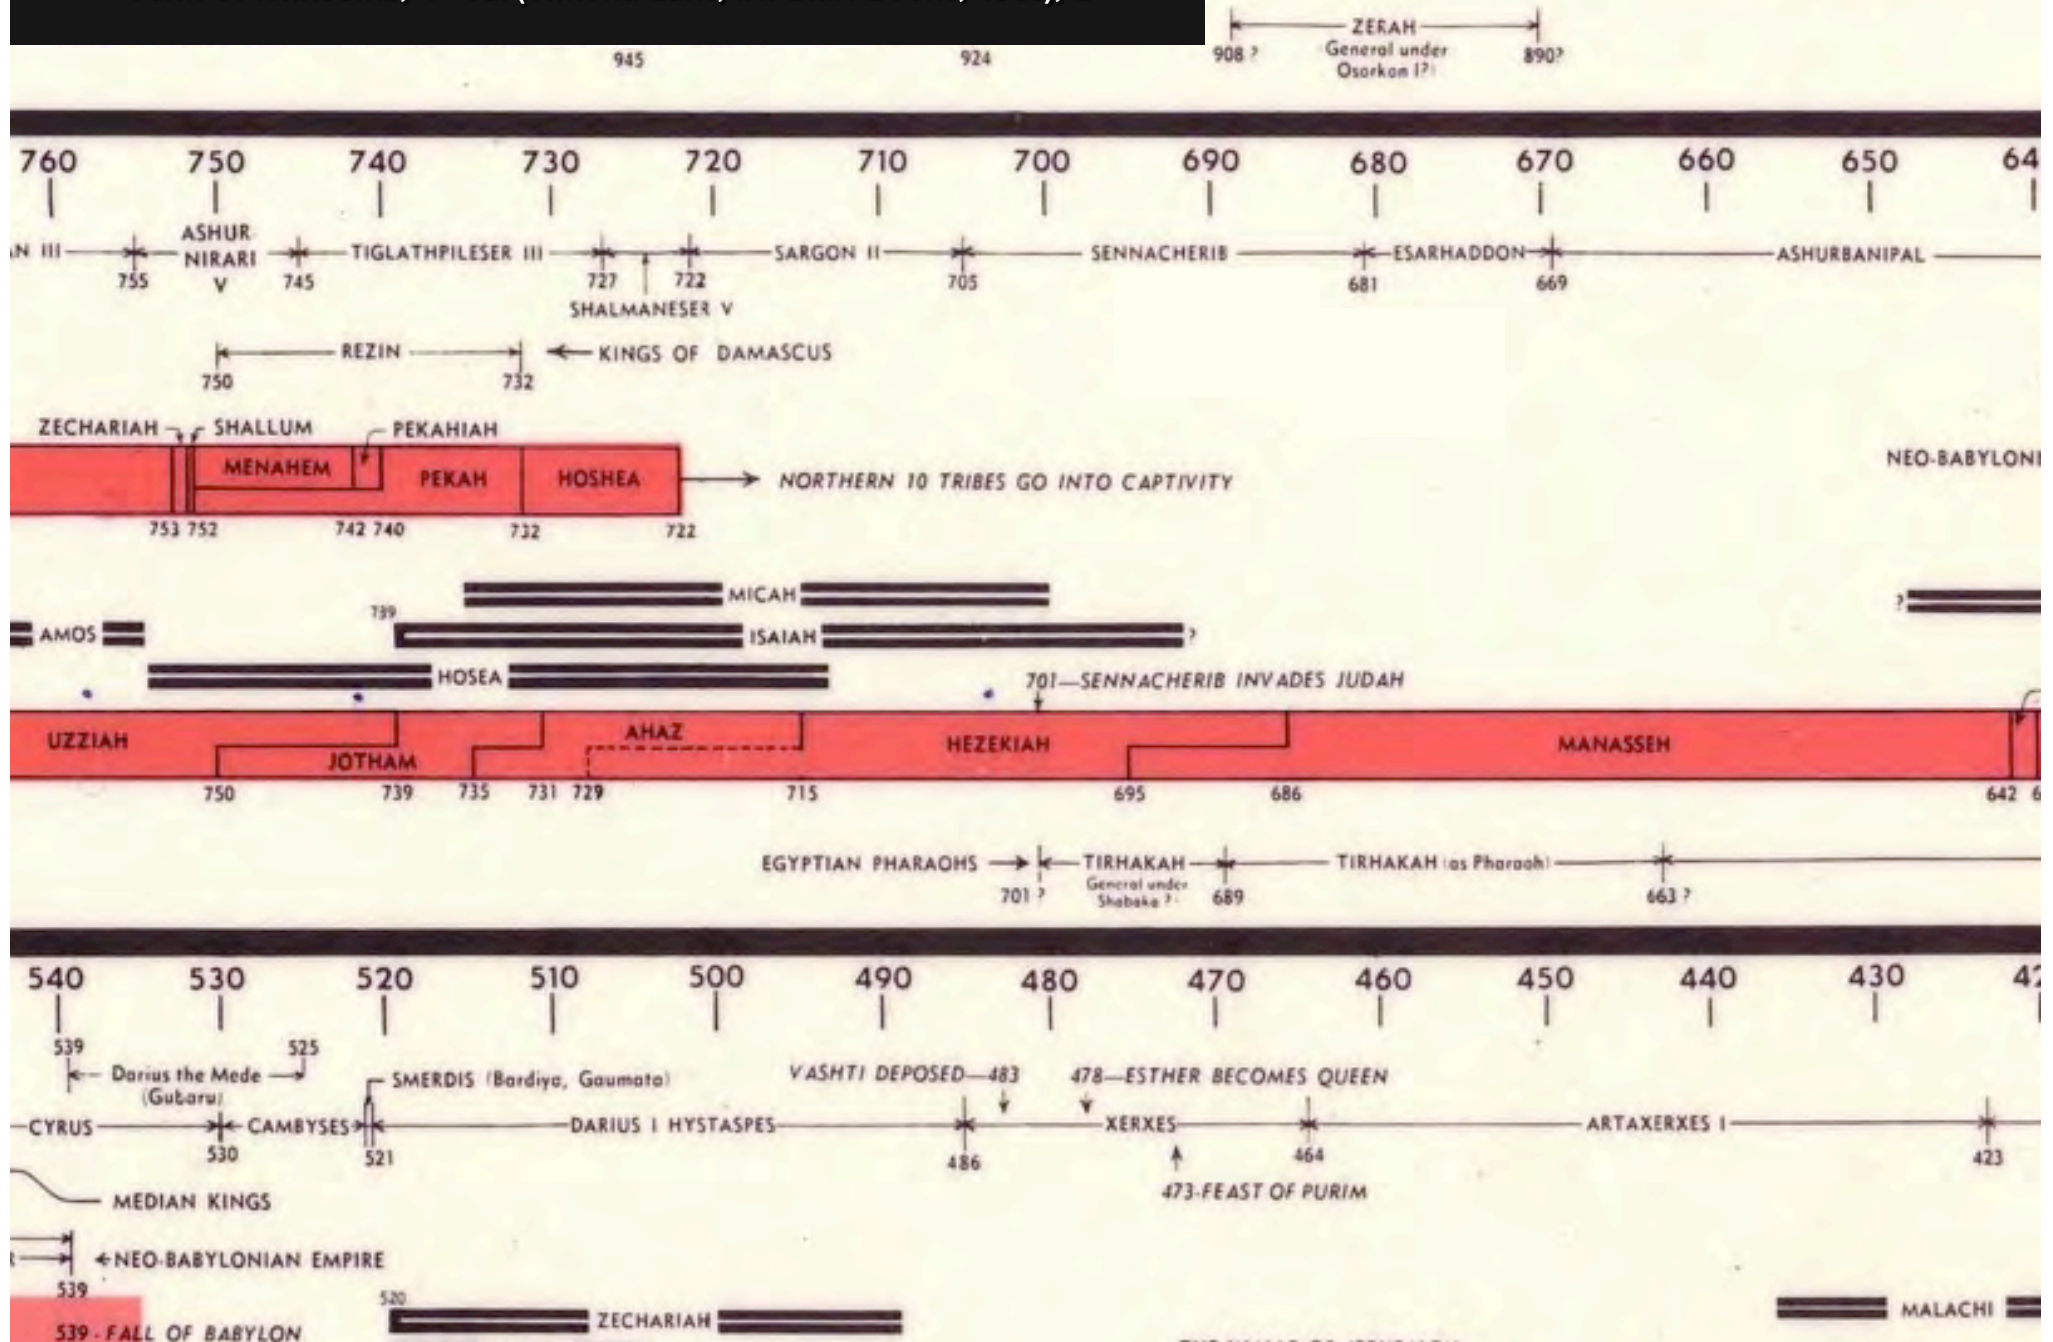 945 924 908 ? ZERAH 890?
General under
Osorkon I?)
760 750 740 730 720 710 700 690 680 670 660 650 64
N III ASHUR- TIGLATHPILESER III SARGON II SENNACHERIB ESARHADDON ASHURBANIPAL
NIRARI
755 V 745 727 722 705 681 669
SHALMANESER V
REZIN KINGS OF DAMASCUS
750 732
ZECHARIAH SHALLUM PEKAHIAH
MENAHEM PEKAH HOSHEA NORTHERN 10 TRIBES GO INTO CAPTIVITY NEO-BABYLONI
753 752 742 740 732 722
MICAH ?
739
AMOS ISAIAH ?
HOSEA 701—SENNACHERIB INVADES JUDAH
UZZIAH JOTHAM AHAZ HEZEKIAH MANASSEH
750 739 735 731 729 715 695 686 642 6
EGYPTIAN PHARAOHS TIRHAKAH TIRHAKAH (as Pharaoh)
General under
Shabaka ?
701 ? 689 663 ?
540 530 520 510 500 490 480 470 460 450 440 430 42
539 525
Darius the Mede SMERDIS (Bardiya, Gaumata) VASHTI DEPOSED—483 478—ESTHER BECOMES QUEEN
(Gubaru)
CYRUS CAMBYSES DARIUS I HYSTASPES XERXES ARTAXERXES I
530 521 486 464 423
473-FEAST OF PURIM
MEDIAN KINGS
NEO-BABYLONIAN EMPIRE
539 520
ZECHARIAH MALACHI
539 - FALL OF BABYLON